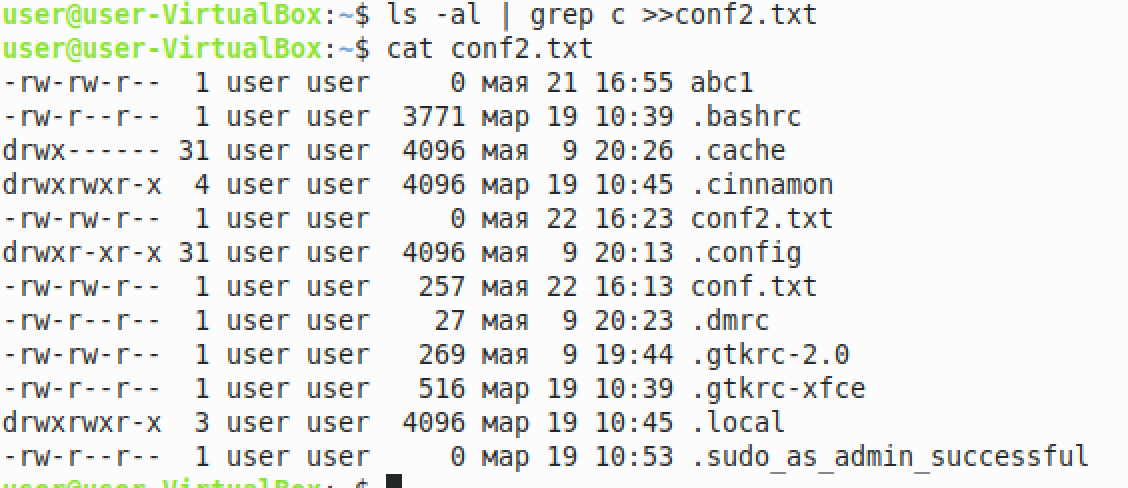 user@user-VirtualBox:~$ ls -al | grep c >>conf2.txt
user@user-VirtualBox:~$ cat conf2.txt
-rw-rw-r--  1 user user     0 мая 21 16:55 abc1
-rw-r--r--  1 user user  3771 мар 19 10:39 .bashrc
drwx------ 31 user user  4096 мая  9 20:26 .cache
drwxrwxr-x  4 user user  4096 мар 19 10:45 .cinnamon
-rw-rw-r--  1 user user     0 мая 22 16:23 conf2.txt
drwxr-xr-x 31 user user  4096 мая  9 20:13 .config
-rw-rw-r--  1 user user   257 мая 22 16:13 conf.txt
-rw-r--r--  1 user user    27 мая  9 20:23 .dmrc
-rw-rw-r--  1 user user   269 мая  9 19:44 .gtkrc-2.0
-rw-r--r--  1 user user   516 мар 19 10:39 .gtkrc-xfce
drwxrwxr-x  3 user user  4096 мар 19 10:45 .local
-rw-r--r--  1 user user     0 мар 19 10:53 .sudo_as_admin_successful
user@user-VirtualBox:~$